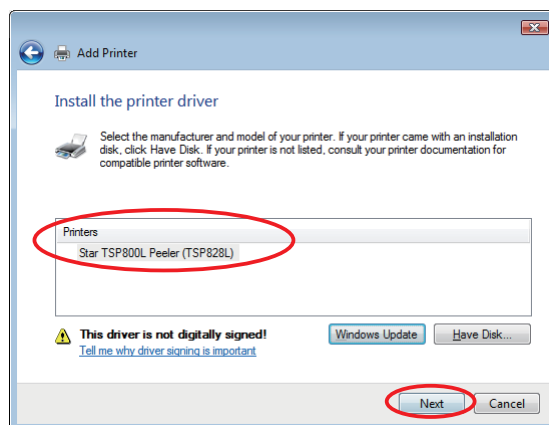 Add Printer
Install the printer driver
Select the manufacturer and model of your printer. If your printer came with an installation
disk, click Have Disk. If your printer is not listed, consult your printer documentation for
compatible printer software.
Printers
Star TSP800L Peeler (TSP828L)
This driver is not digitally signed!
Windows Update
Have Disk...
Tell me why driver signing is important
Next
Cancel